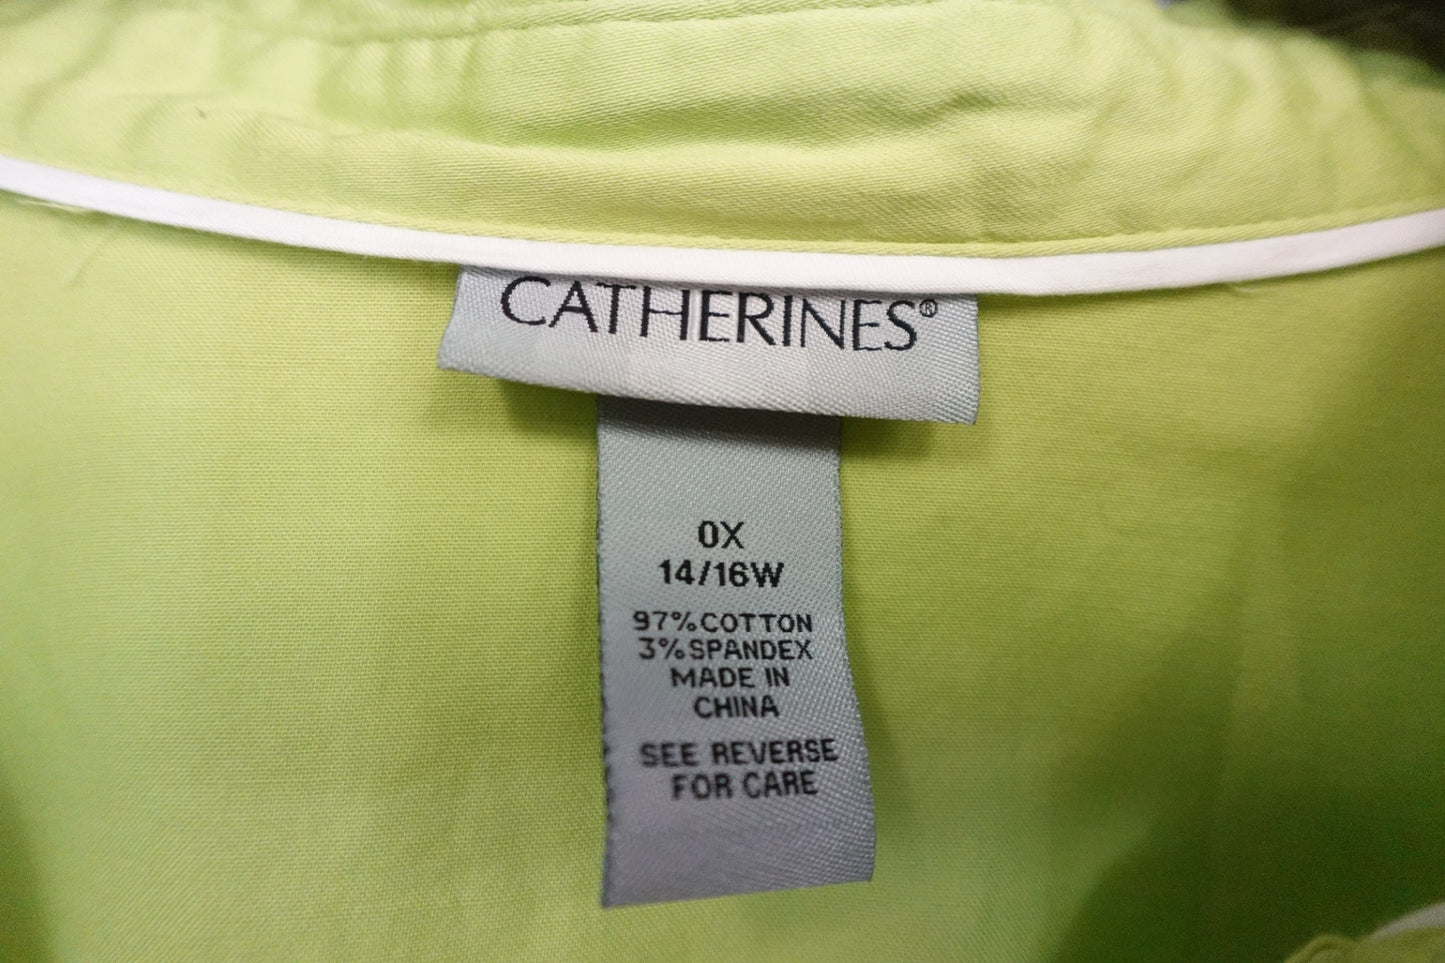 CATHERINES®
0X
14/16W
97%COTTON
3%SPANDEX
MADE IN
CHINA
SEE REVERSE
FOR CARE